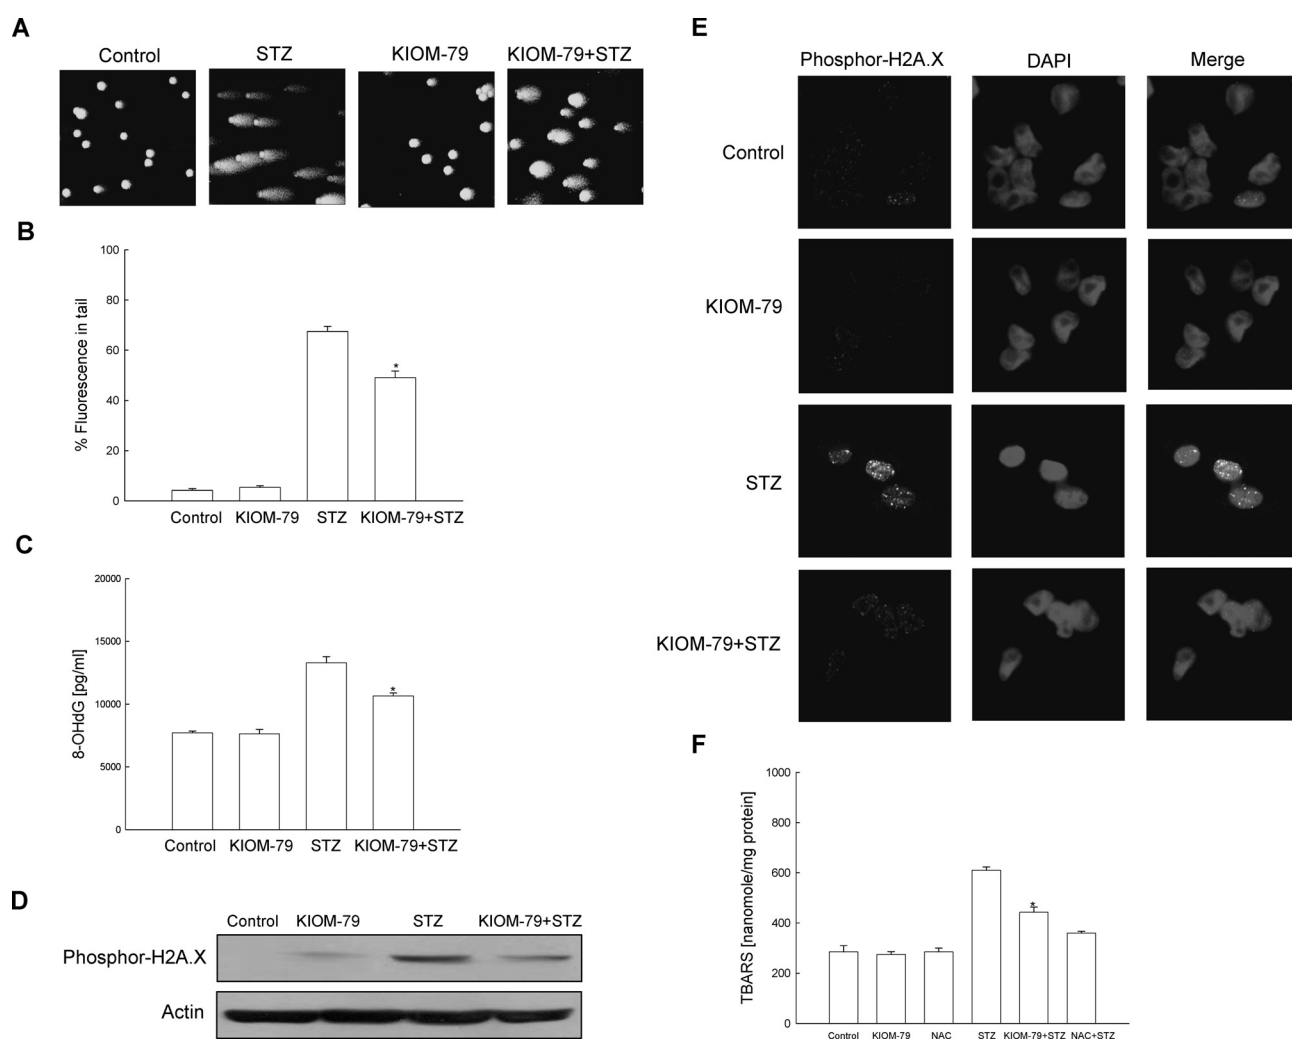 A
Control STZ KIOM-79 KIOM-79+STZ
B
100
80
60
40
20
0
% Fluorescence in tail
*
Control KIOM-79 STZ KIOM-79+STZ
C
20000
15000
10000
5000
0
8-OHdG [pg/ml]
*
Control KIOM-79 STZ KIOM-79+STZ
D
Control KIOM-79 STZ KIOM-79+STZ
Phosphor-H2A.X
Actin
E
Phosphor-H2A.X DAPI Merge
Control
KIOM-79
STZ
KIOM-79+STZ
F
1000
800
600
400
200
0
TBARS [nanomole/mg protein]
*
Control KIOM-79 NAC STZ KIOM-79+STZ NAC+STZ